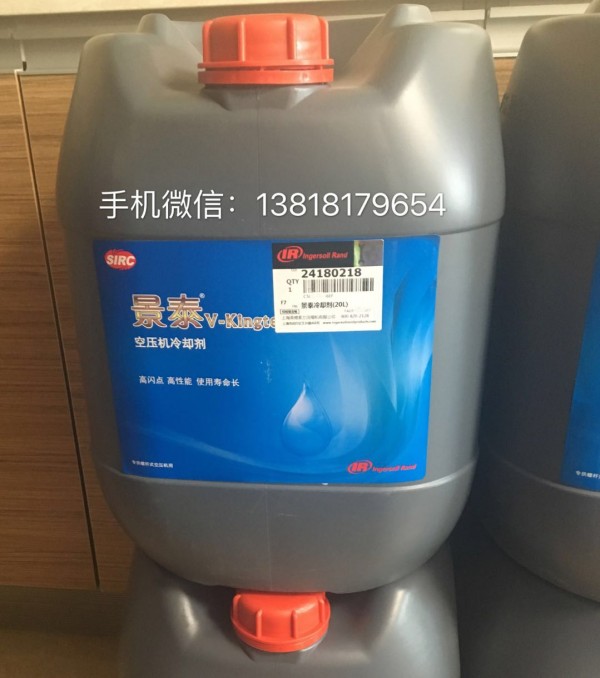 手机微信：13818179654
SIRC
IR Ingersoll Rand
24180218
QTY
1
景泰冷却剂(20L)
景泰® V-Kingte
空压机冷却剂
高闪点 高性能 使用寿命长
IR Ingersoll Rand